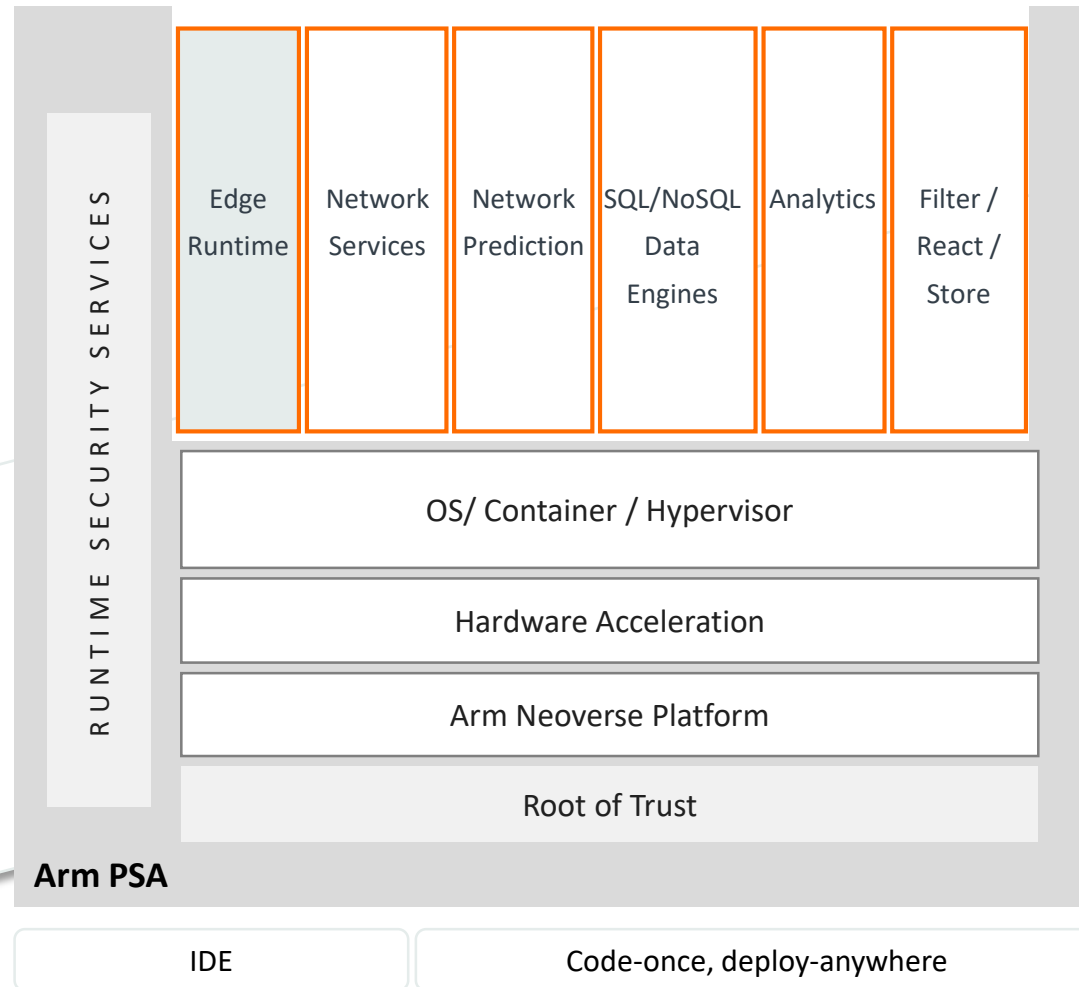 RUNTIME SECURITY SERVICES
Edge
Runtime
Network
Services
Network
Prediction
SQL/NoSQL
Data
Engines
Analytics
Filter /
React /
Store
OS/ Container / Hypervisor
Hardware Acceleration
Arm Neoverse Platform
Root of Trust
Arm PSA
IDE
Code-once, deploy-anywhere